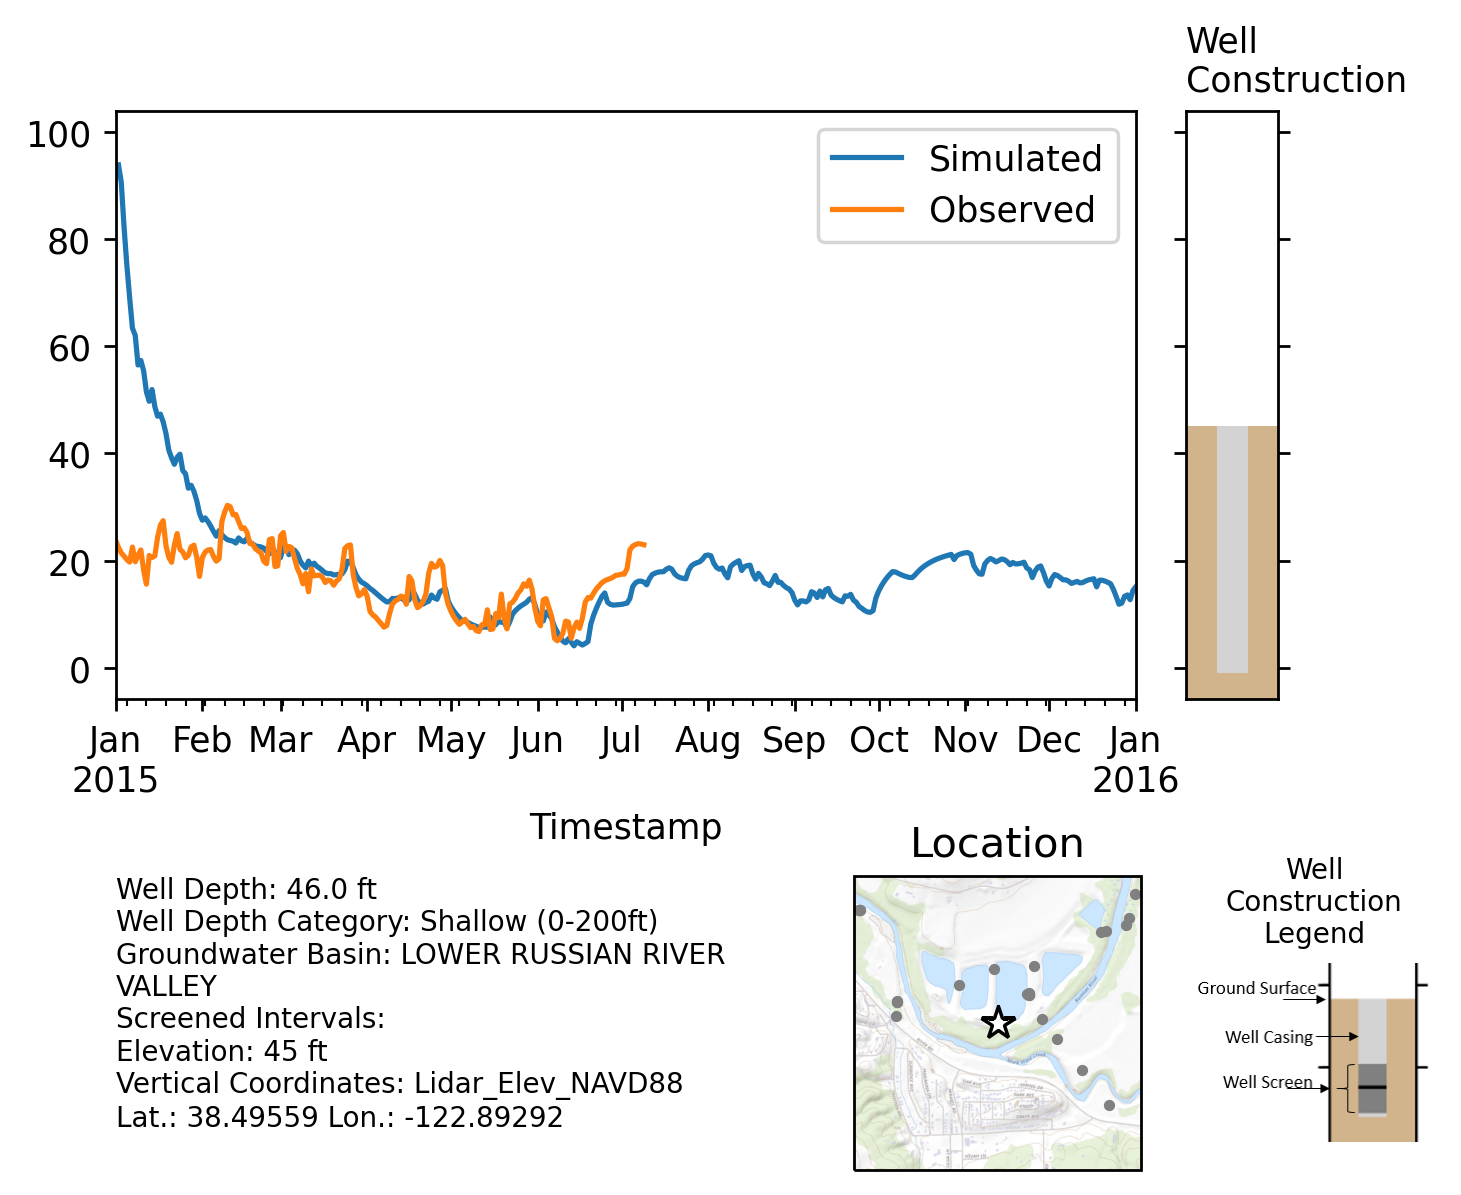 Well
Construction
100
80
60
40
20
0
Simulated
Observed
Jan Feb Mar Apr May Jun Jul Aug Sep Oct Nov Dec Jan
2015 2016
Timestamp
Well Depth: 46.0 ft
Well Depth Category: Shallow (0-200ft)
Groundwater Basin: LOWER RUSSIAN RIVER
VALLEY
Screened Intervals:
Elevation: 45 ft
Vertical Coordinates: Lidar_Elev_NAVD88
Lat.: 38.49559 Lon.: -122.89292
Location
Well
Construction
Legend
Ground Surface
Well Casing
Well Screen